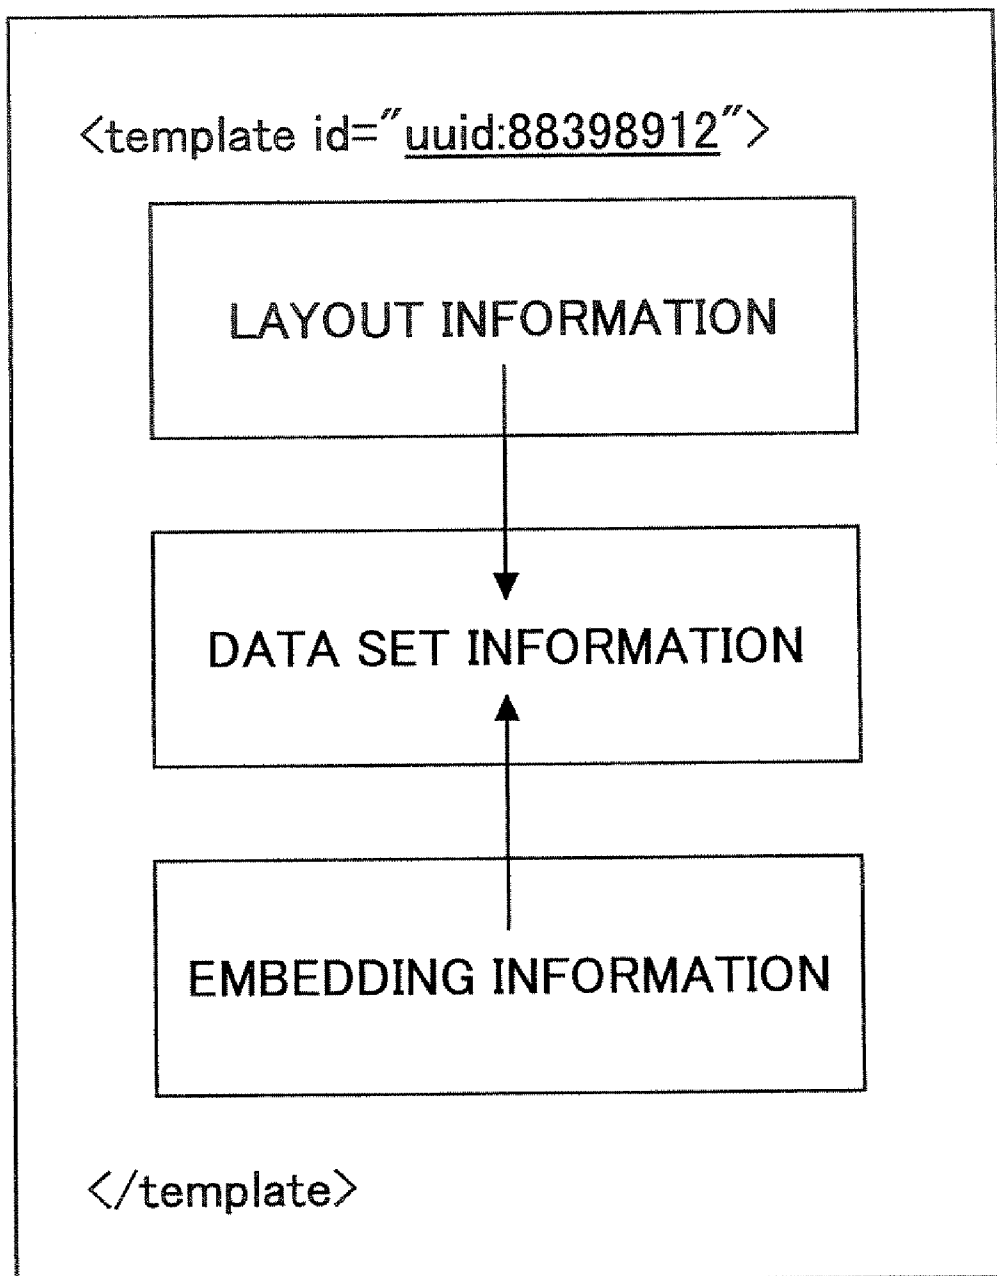 <template id="uuid:88398912">
LAYOUT INFORMATION
DATA SET INFORMATION
EMBEDDING INFORMATION
</template>